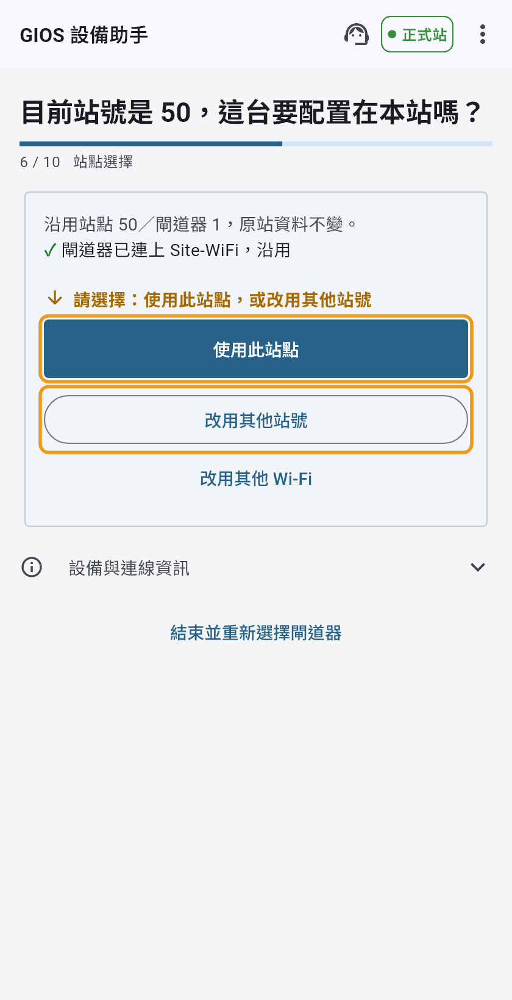 GIOS 設備助手
正式站
目前站號是 50，這台要配置在本站嗎？
6 / 10 站點選擇
沿用站點 50／閘道器 1，原站資料不變。
✓ 閘道器已連上 Site-WiFi，沿用
↓ 請選擇：使用此站點，或改用其他站號
使用此站點
改用其他站號
改用其他 Wi-Fi
設備與連線資訊
結束並重新選擇閘道器